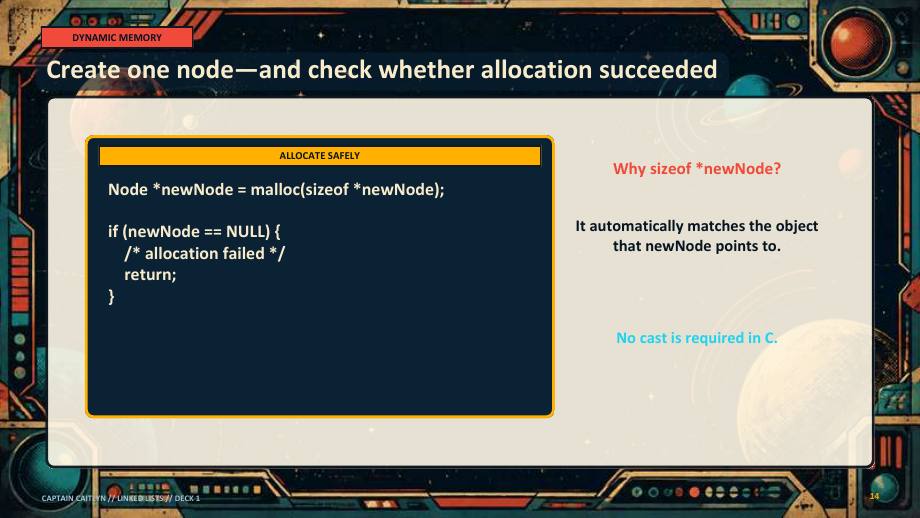 DYNAMIC MEMORY
Create one node—and check whether allocation succeeded
ALLOCATE SAFELY
Node *newNode = malloc(sizeof *newNode);
if (newNode == NULL) {
    /* allocation failed */
    return;
}
Why sizeof *newNode?
It automatically matches the object
that newNode points to.
No cast is required in C.
CAPTAIN CAITLYN // LINKED LISTS // DECK 1
14